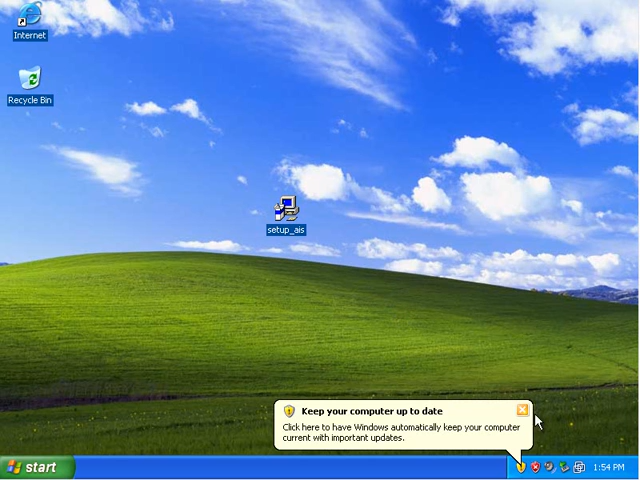 Internet
Recycle Bin
setup_ais
Keep your computer up to date
Click here to have Windows automatically keep your computer
current with important updates.
start
1:54 PM